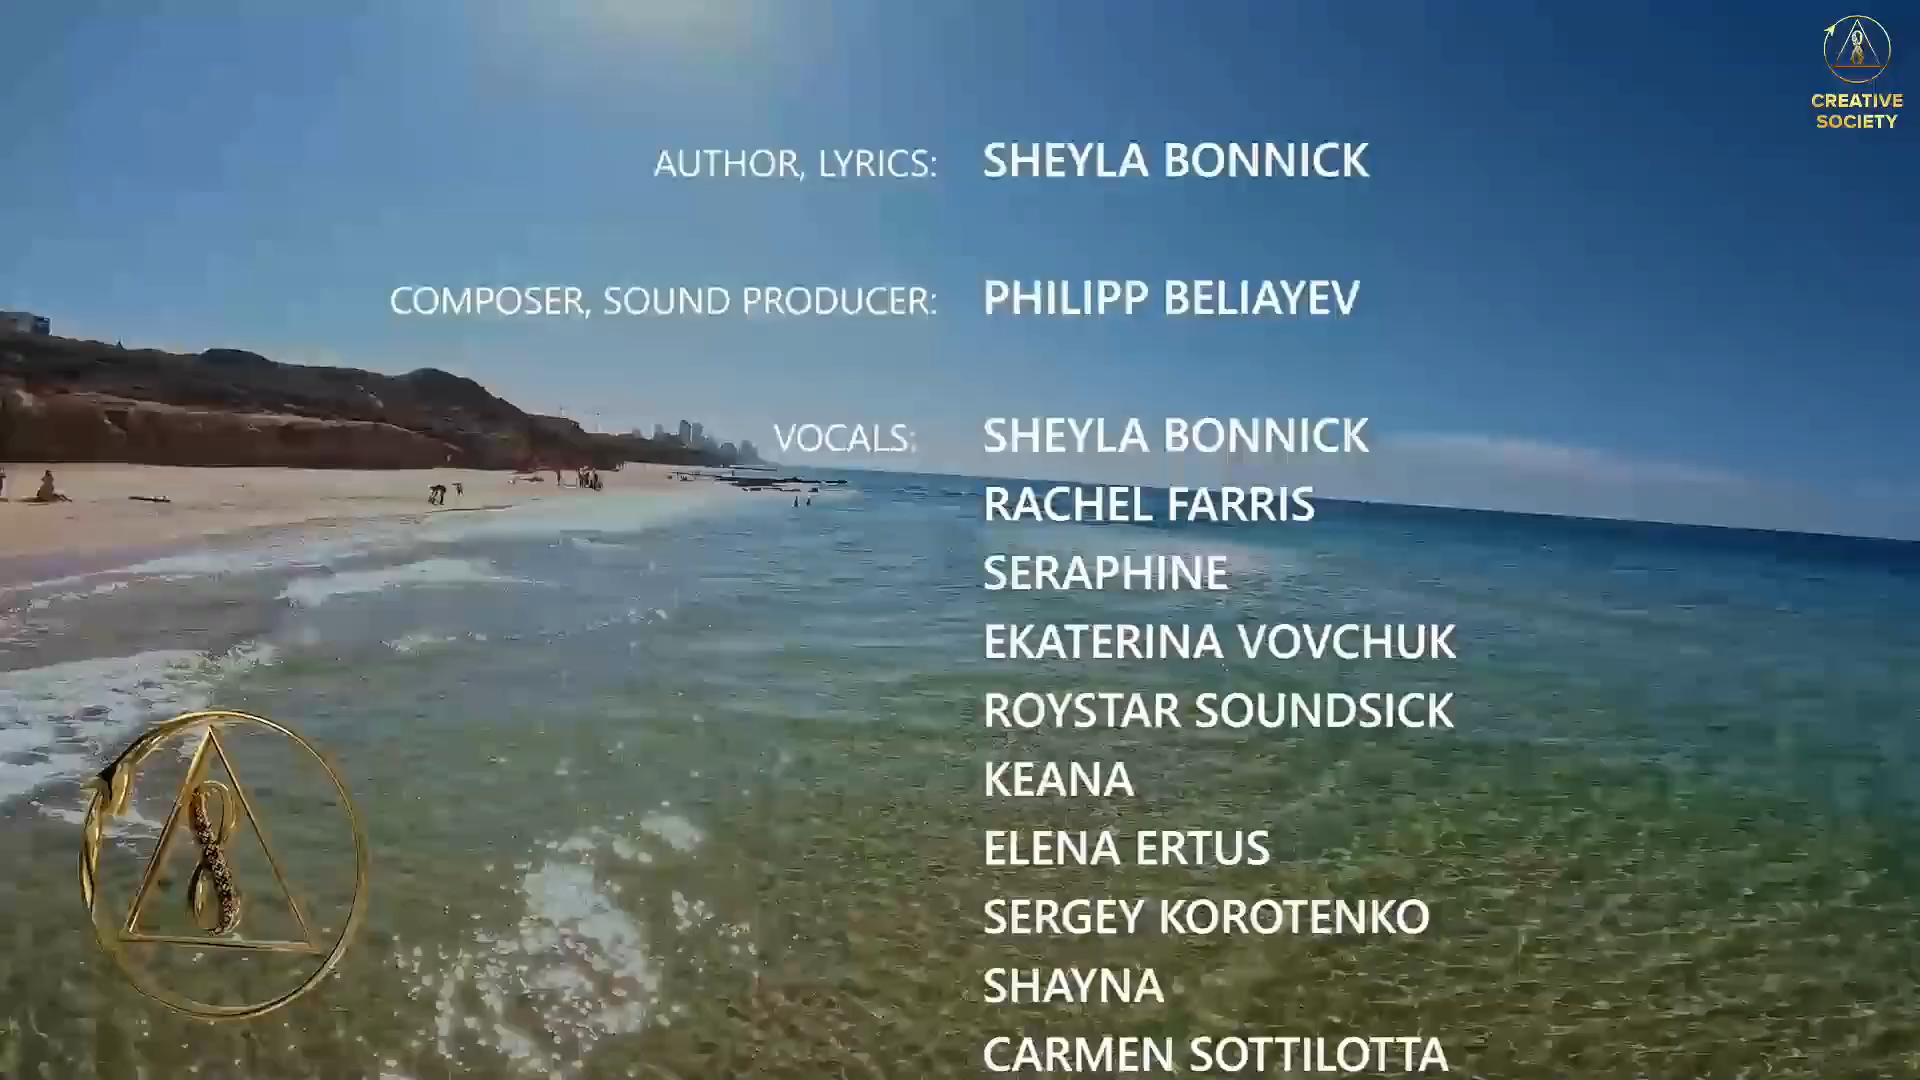 CREATIVE
SOCIETY
AUTHOR, LYRICS: SHEYLA BONNICK
COMPOSER, SOUND PRODUCER: PHILIPP BELIAYEV
VOCALS: SHEYLA BONNICK
RACHEL FARRIS
SERAPHINE
EKATERINA VOVCHUK
ROYSTAR SOUNDSICK
KEANA
ELENA ERTUS
SERGEY KOROTENKO
SHAYNA
CARMEN SOTTILOTTA